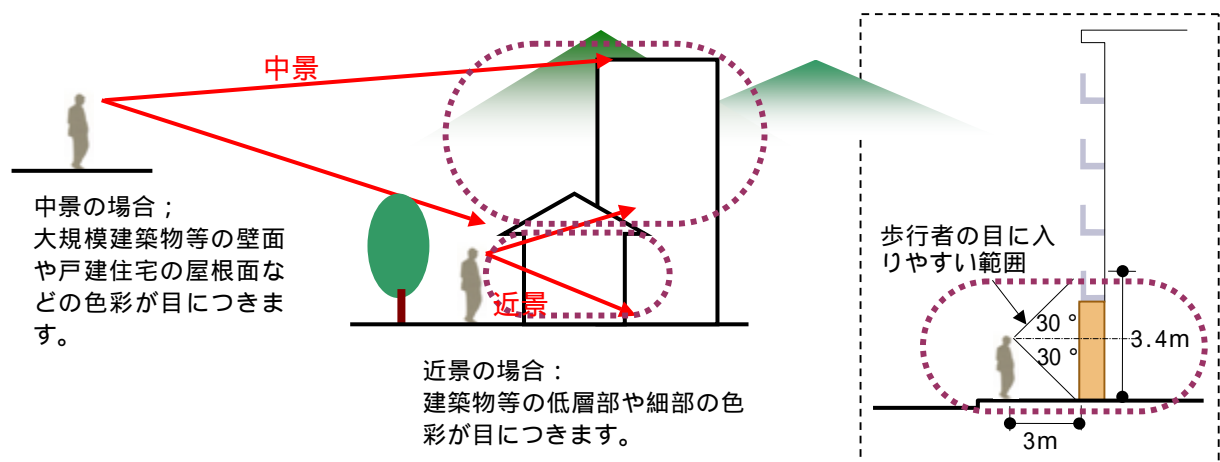 中景
中景の場合；
大規模建築物等の壁面
や戸建住宅の屋根面な
どの色彩が目につきま
す。
近景
近景の場合：
建築物等の低層部や細部の色
彩が目につきます。
歩行者の目に入
りやすい範囲
30°
30°
3.4m
3m